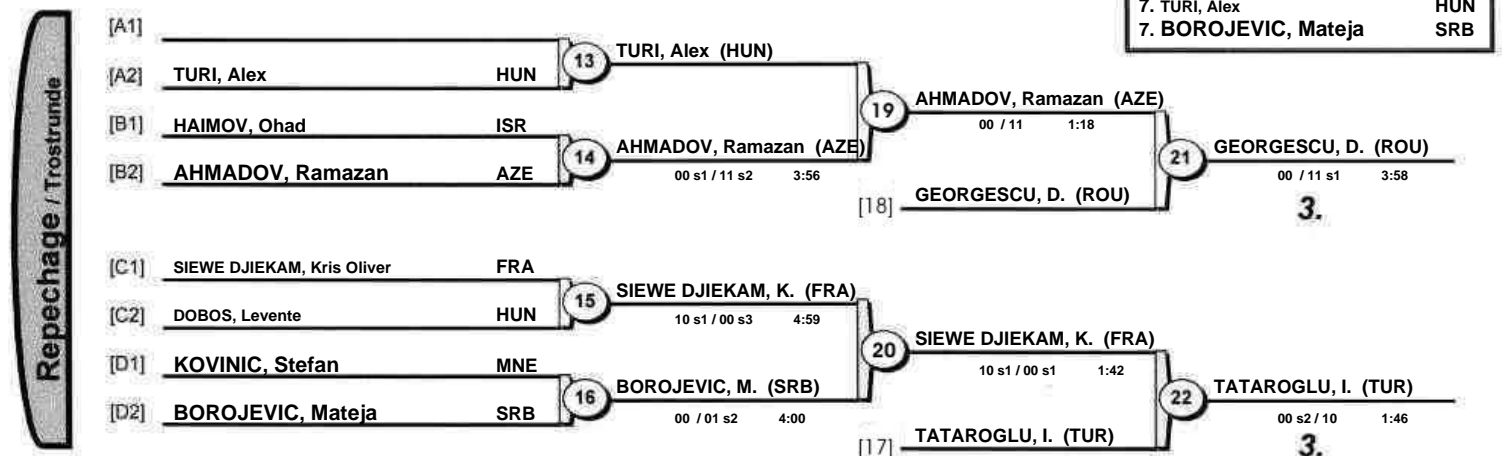 7. TURI, Alex HUN
7. BOROJEVIC, Mateja SRB
Repechage / Trostrunde
[A1]
[A2] TURI, Alex HUN
13 TURI, Alex (HUN)
[B1] HAIMOV, Ohad ISR
[B2] AHMADOV, Ramazan AZE
14 AHMADOV, Ramazan (AZE)
00 s1 / 11 s2 3:56
19 AHMADOV, Ramazan (AZE)
00 / 11 1:18
[18] GEORGESCU, D. (ROU)
21 GEORGESCU, D. (ROU)
00 / 11 s1 3:58
3.
[C1] SIEWE DJIEKAM, Kris Oliver FRA
[C2] DOBOS, Levente HUN
15 SIEWE DJIEKAM, K. (FRA)
10 s1 / 00 s3 4:59
[D1] KOVINIC, Stefan MNE
[D2] BOROJEVIC, Mateja SRB
16 BOROJEVIC, M. (SRB)
00 / 01 s2 4:00
20 SIEWE DJIEKAM, K. (FRA)
10 s1 / 00 s1 1:42
[17] TATAROGLU, I. (TUR)
22 TATAROGLU, I. (TUR)
00 s2 / 10 1:46
3.